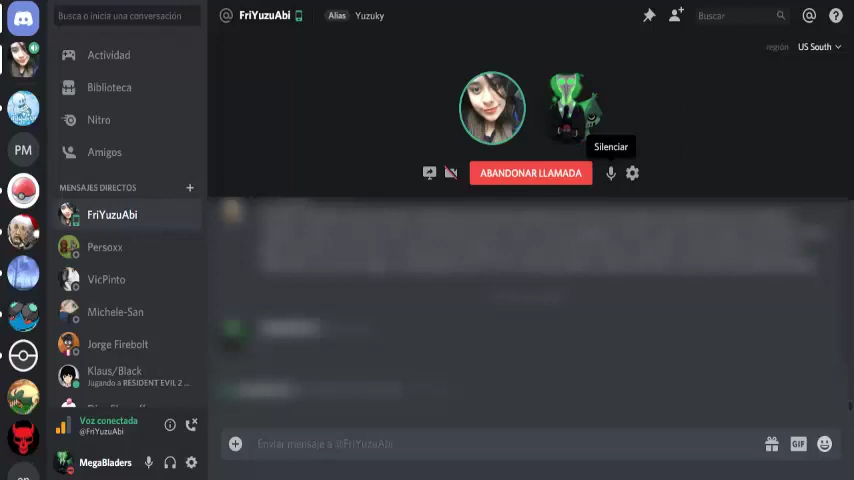 Busca o inicia una conversación
FriYuzuAbi
Alias
Yuzuky
Buscar
región
US South
Actividad
Biblioteca
Nitro
Amigos
MENSAJES DIRECTOS
FriYuzuAbi
Persoxx
VicPinto
Michele-San
Jorge Firebolt
Klaus/Black
Jugando a RESIDENT EVIL 2 ...
Voz conectada
@FriYuzuAbi
MegaBladers
PM
Silenciar
ABANDONAR LLAMADA
Enviar mensaje a @FriYuzuAbi
GIF